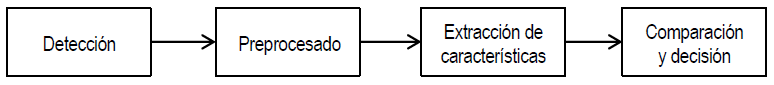 Detección
Preprocesado
Extracción de
características
Comparación
y decisión